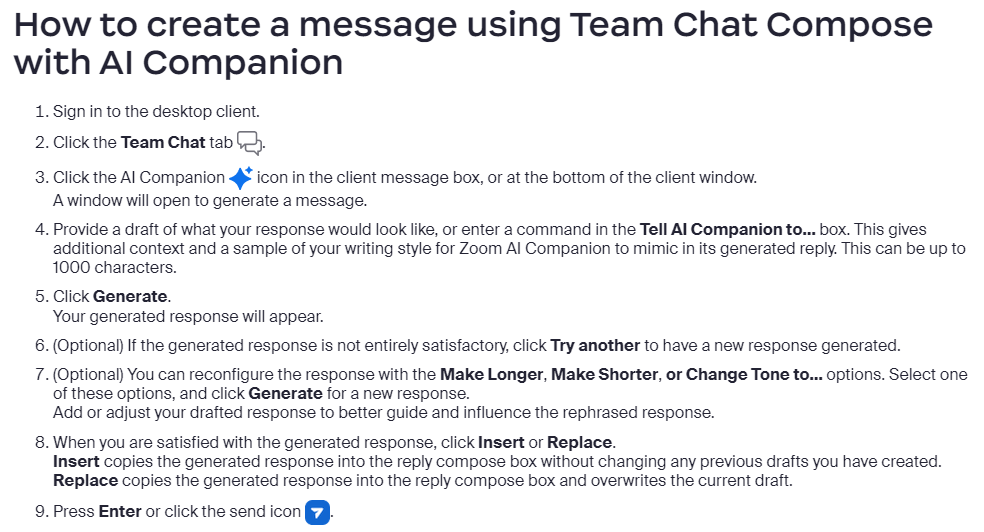 How to create a message using Team Chat Compose
with AI Companion
1. Sign in to the desktop client.
2. Click the Team Chat tab .
3. Click the AI Companion icon in the client message box, or at the bottom of the client window.
A window will open to generate a message.
4. Provide a draft of what your response would look like, or enter a command in the Tell AI Companion to... box. This gives
additional context and a sample of your writing style for Zoom AI Companion to mimic in its generated reply. This can be up to
1000 characters.
5. Click Generate.
Your generated response will appear.
6. (Optional) If the generated response is not entirely satisfactory, click Try another to have a new response generated.
7. (Optional) You can reconfigure the response with the Make Longer, Make Shorter, or Change Tone to... options. Select one
of these options, and click Generate for a new response.
Add or adjust your drafted response to better guide and influence the rephrased response.
8. When you are satisfied with the generated response, click Insert or Replace.
Insert copies the generated response into the reply compose box without changing any previous drafts you have created.
Replace copies the generated response into the reply compose box and overwrites the current draft.
9. Press Enter or click the send icon .